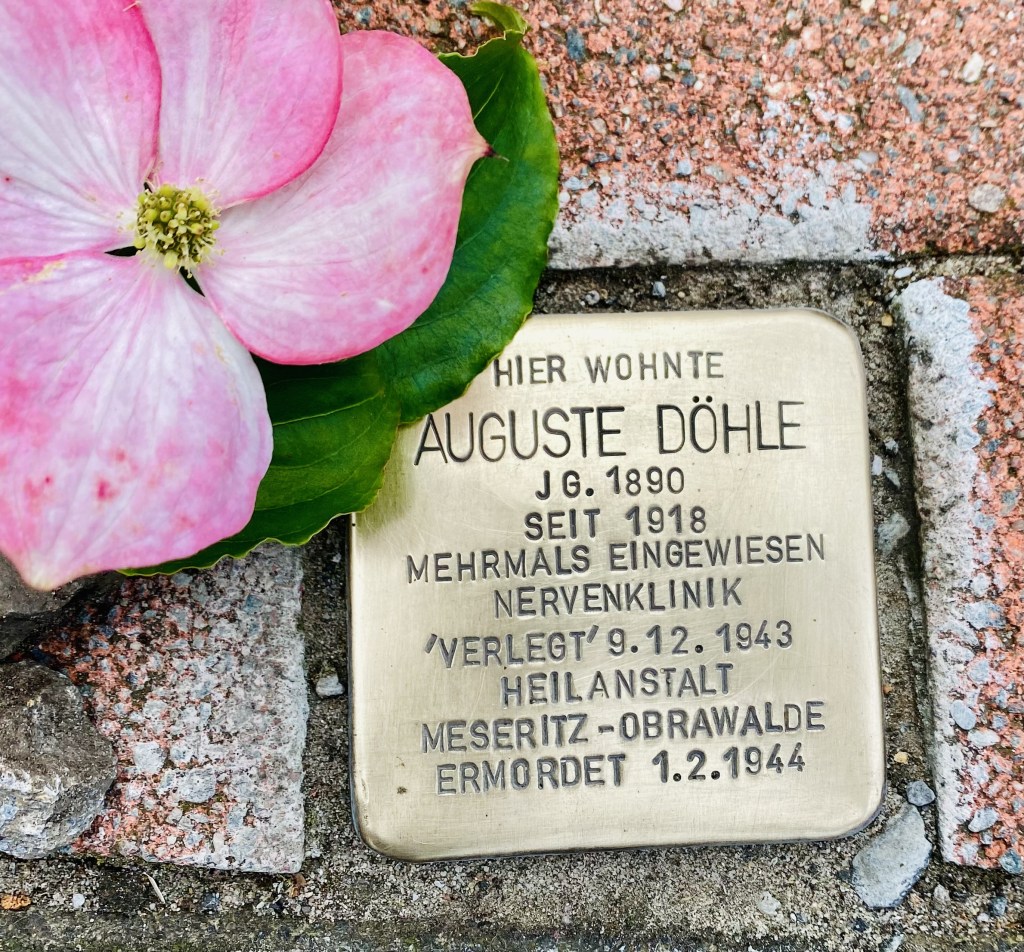 HIER WOHNTE
AUGUSTE DÖHLE
JG. 1890
SEIT 1918
MEHRMALS EINGEWIESEN
NERVENKLINIK
'VERLEGT' 9.12.1943
HEILANSTALT
MESERITZ-OBRAWALDE
ERMORDET 1.2.1944